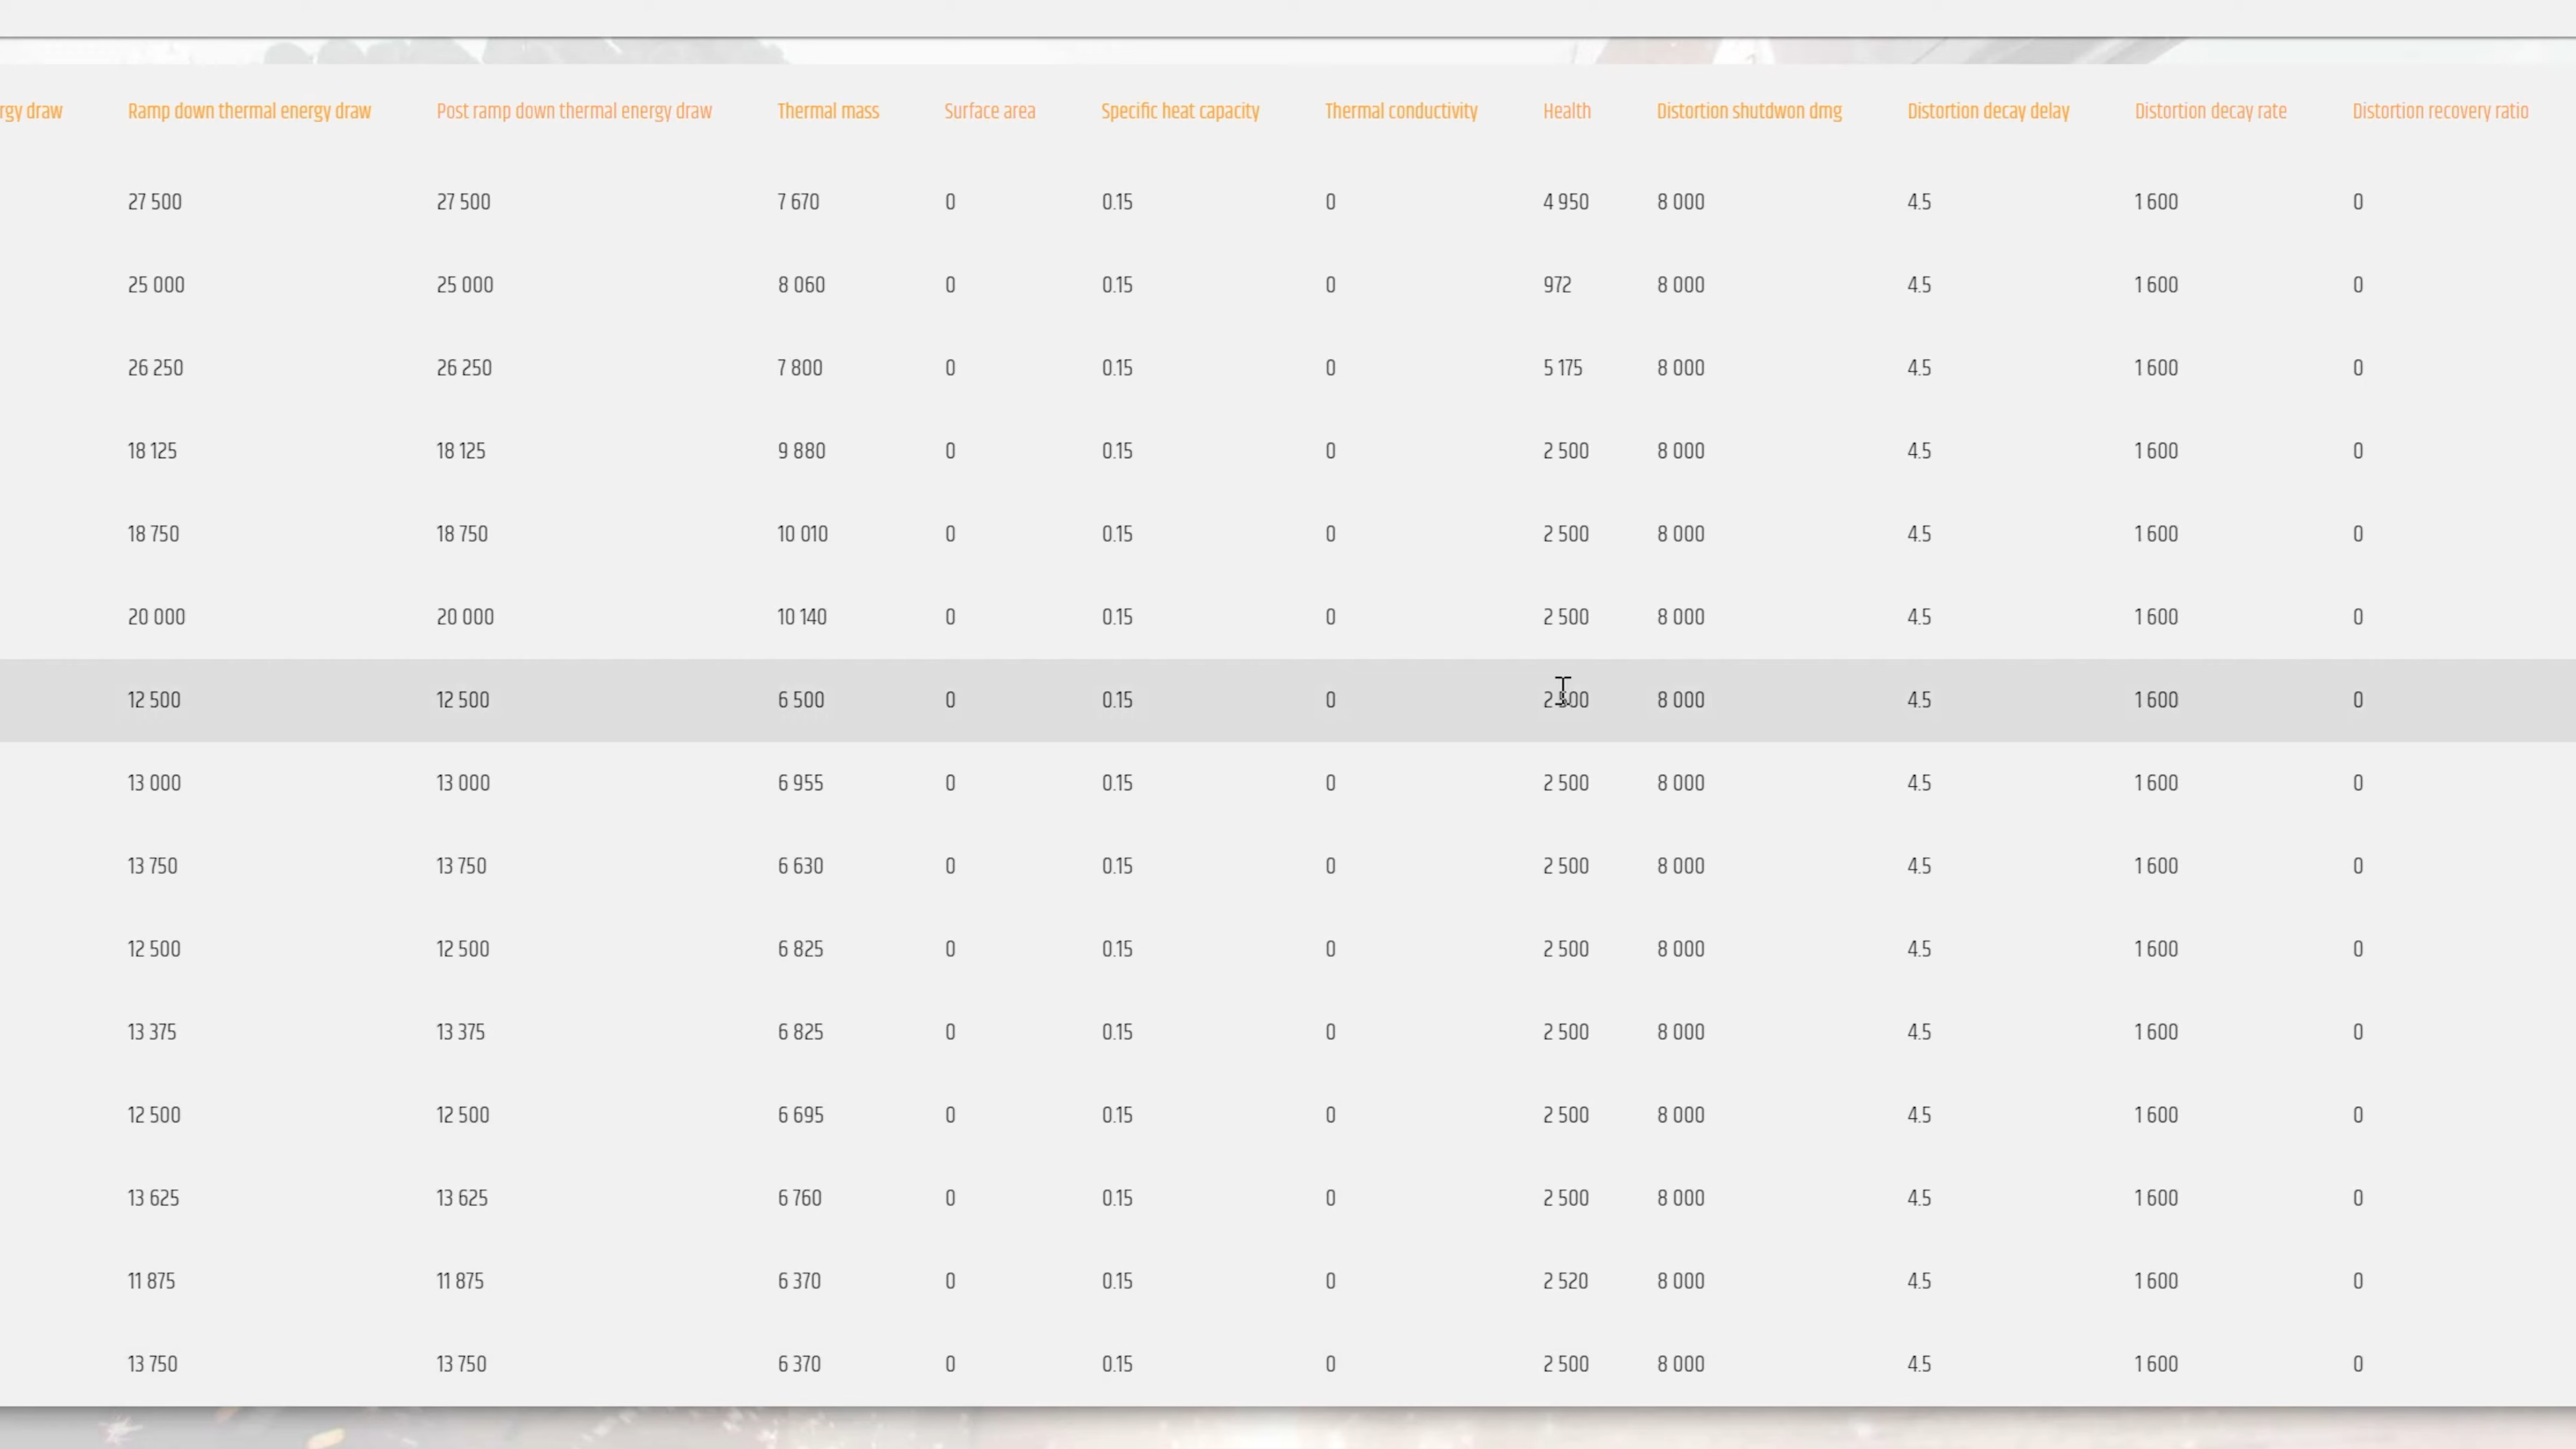 rgy draw Ramp down thermal energy draw Post ramp down thermal energy draw Thermal mass Surface area Specific heat capacity Thermal conductivity Health Distortion shutdwon dmg Distortion decay delay Distortion decay rate Distortion recovery ratio
27 500 27 500 7 670 0 0.15 0 4 950 8 000 4.5 1 600 0
25 000 25 000 8 060 0 0.15 0 972 8 000 4.5 1 600 0
26 250 26 250 7 800 0 0.15 0 5 175 8 000 4.5 1 600 0
18 125 18 125 9 880 0 0.15 0 2 500 8 000 4.5 1 600 0
18 750 18 750 10 010 0 0.15 0 2 500 8 000 4.5 1 600 0
20 000 20 000 10 140 0 0.15 0 2 500 8 000 4.5 1 600 0
12 500 12 500 6 500 0 0.15 0 2 500 8 000 4.5 1 600 0
13 000 13 000 6 955 0 0.15 0 2 500 8 000 4.5 1 600 0
13 750 13 750 6 630 0 0.15 0 2 500 8 000 4.5 1 600 0
12 500 12 500 6 825 0 0.15 0 2 500 8 000 4.5 1 600 0
13 375 13 375 6 825 0 0.15 0 2 500 8 000 4.5 1 600 0
12 500 12 500 6 695 0 0.15 0 2 500 8 000 4.5 1 600 0
13 625 13 625 6 760 0 0.15 0 2 500 8 000 4.5 1 600 0
11 875 11 875 6 370 0 0.15 0 2 520 8 000 4.5 1 600 0
13 750 13 750 6 370 0 0.15 0 2 500 8 000 4.5 1 600 0